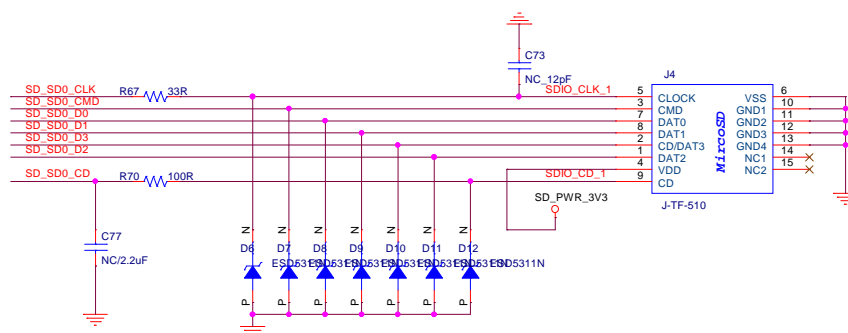 C73
NC_12pF
J4
SD_SD0_CLK
R67
33R
SDIO_CLK_1
5
CLOCK
VSS
6
SD_SD0_CMD
3
CMD
GND1
10
SD_SD0_D0
7
DAT0
GND2
11
SD_SD0_D1
8
DAT1
GND3
12
SD_SD0_D3
2
CD/DAT3
GND4
13
SD_SD0_D2
1
DAT2
NC1
14
4
VDD
NC2
15
SD_SD0_CD
R70
100R
SDIO_CD_1
9
CD
MircoSD
J-TF-510
SD_PWR_3V3
C77
NC/2.2uF
N
N
N
N
N
N
N
D6
D7
D8
D9
D10
D11
D12
ESD5311N
P
P
P
P
P
P
P